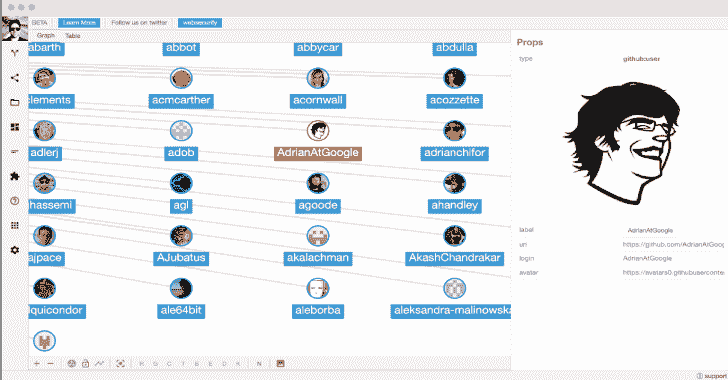 BETA Learn More Follow us on twitter websecurify
Graph Table
abarth abbot abbycar abdulla
clements acmcarther acornwall acozzette
adlerj adob AdrianAtGoogle adrianchifor
hassemi agl agoode ahandley
ajpace AJubatus akalachman AkashChandrakar
lquicondor ale64bit aleborba aleksandra-malinowska
Props
type github:user
label AdrianAtGoogle
uri https://github.com/AdrianAtGoog
login AdrianAtGoogle
avatar https://avatars0.githubuserconte
support